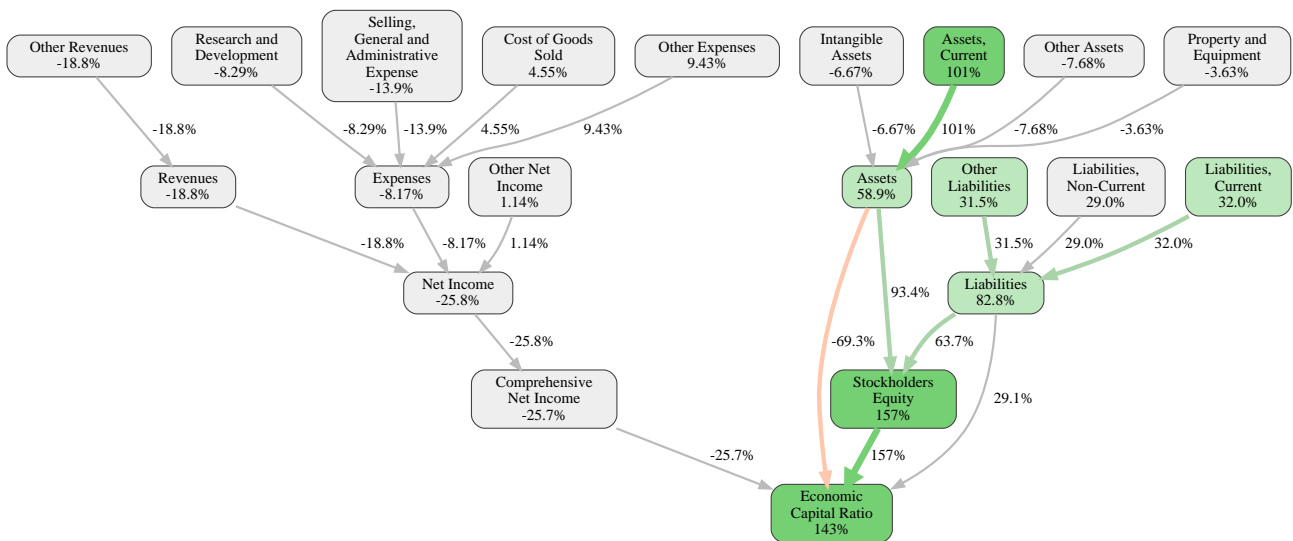 Other Revenues
-18.8%
Research and
Development
-8.29%
Selling,
General and
Administrative
Expense
-13.9%
Cost of Goods
Sold
4.55%
Other Expenses
9.43%
Intangible
Assets
-6.67%
Assets,
Current
101%
Other Assets
-7.68%
Property and
Equipment
-3.63%
-18.8%
-8.29%
-13.9%
4.55%
9.43%
-6.67%
101%
-7.68%
-3.63%
Revenues
-18.8%
Expenses
-8.17%
Other Net
Income
1.14%
Assets
58.9%
Other
Liabilities
31.5%
Liabilities,
Non-Current
29.0%
Liabilities,
Current
32.0%
-18.8%
-8.17%
1.14%
31.5%
29.0%
32.0%
Net Income
-25.8%
93.4%
Liabilities
82.8%
-25.8%
-69.3%
63.7%
Comprehensive
Net Income
-25.7%
Stockholders
Equity
157%
29.1%
-25.7%
157%
Economic
Capital Ratio
143%